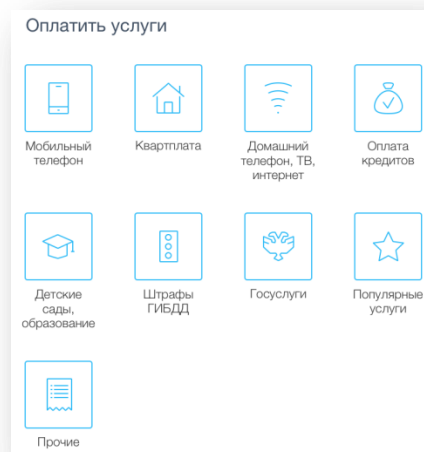 Оплатить услуги
Мобильный
телефон
Квартплата
Домашний
телефон, ТВ,
интернет
Оплата
кредитов
Детские
сады,
образование
Штрафы
ГИБДД
Госуслуги
Популярные
услуги
Прочие